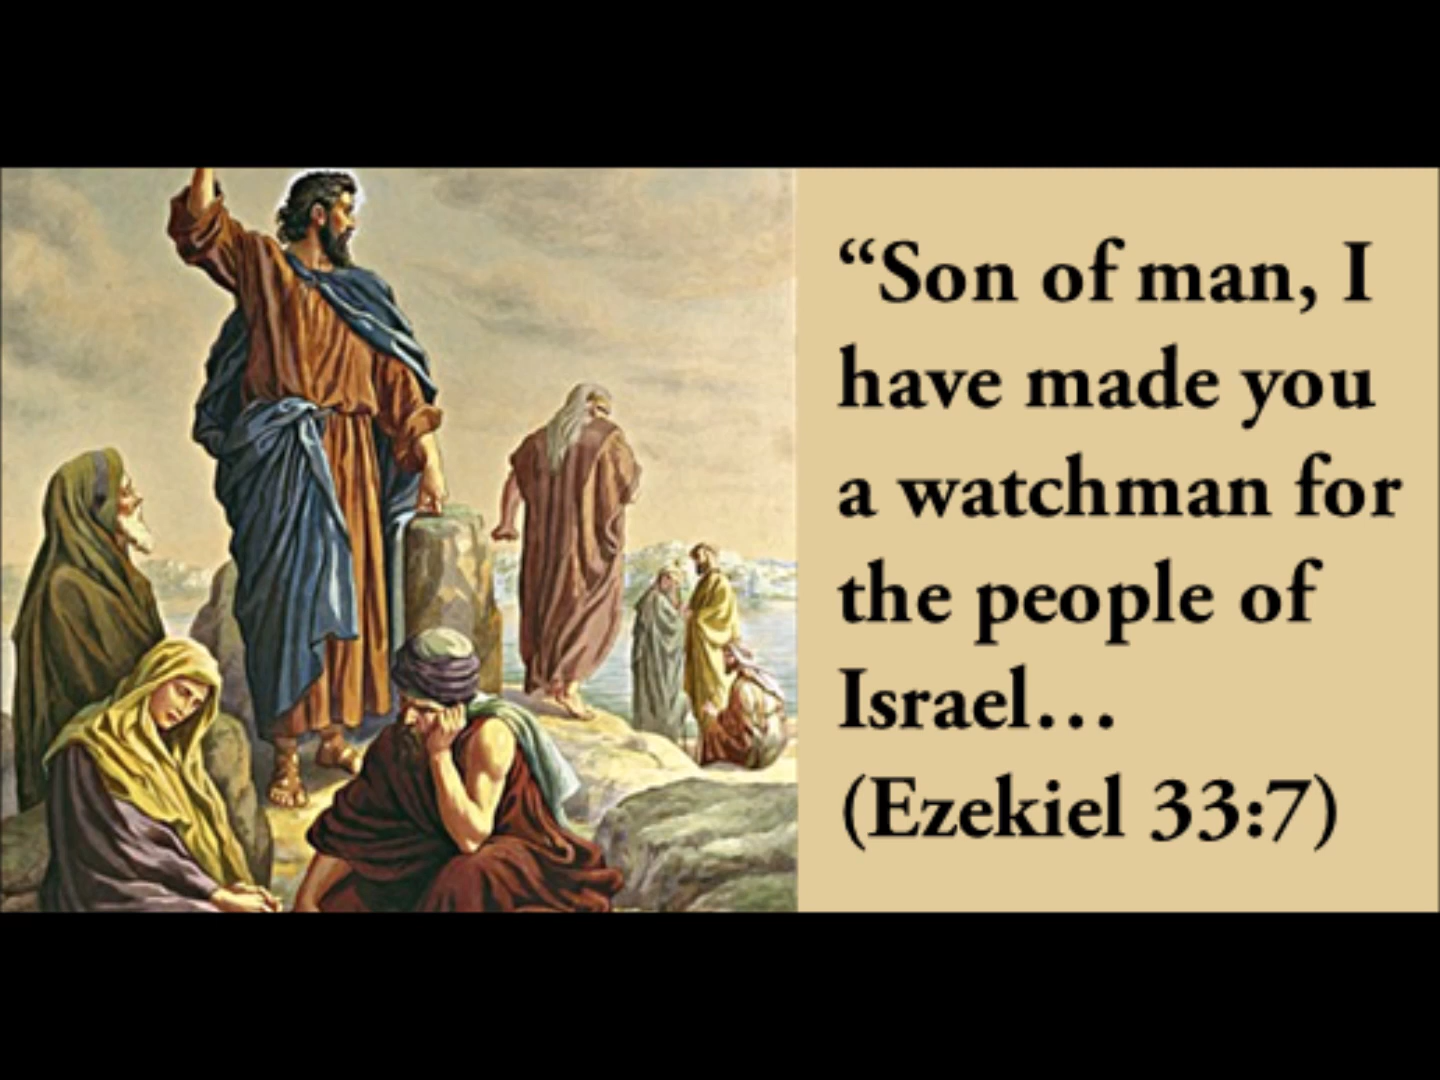 “Son of man, I
have made you
a watchman for
the people of
Israel…
(Ezekiel 33:7)